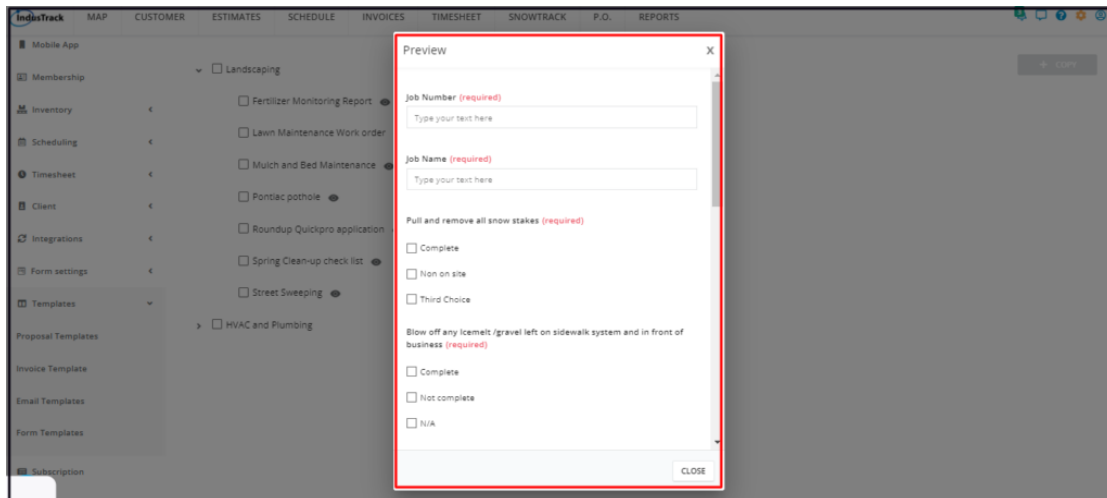 IndusTrack MAP CUSTOMER ESTIMATES SCHEDULE INVOICES TIMESHEET SNOWTRACK P.O. REPORTS
Mobile App
Membership
Inventory
Scheduling
Timesheet
Client
Integrations
Form settings
Templates
Proposal Templates
Invoice Template
Email Templates
Form Templates
Subscription
Landscaping
Fertilizer Monitoring Report
Lawn Maintenance Work order
Mulch and Bed Maintenance
Pontiac pothole
Roundup Quickpro application
Spring Clean-up check list
Street Sweeping
HVAC and Plumbing
+ COPY
Preview X
Job Number (required)
Type your text here
Job Name (required)
Type your text here
Pull and remove all snow stakes (required)
Complete
Non on site
Third Choice
Blow off any Icemelt /gravel left on sidewalk system and in front of
business (required)
Complete
Not complete
N/A
CLOSE